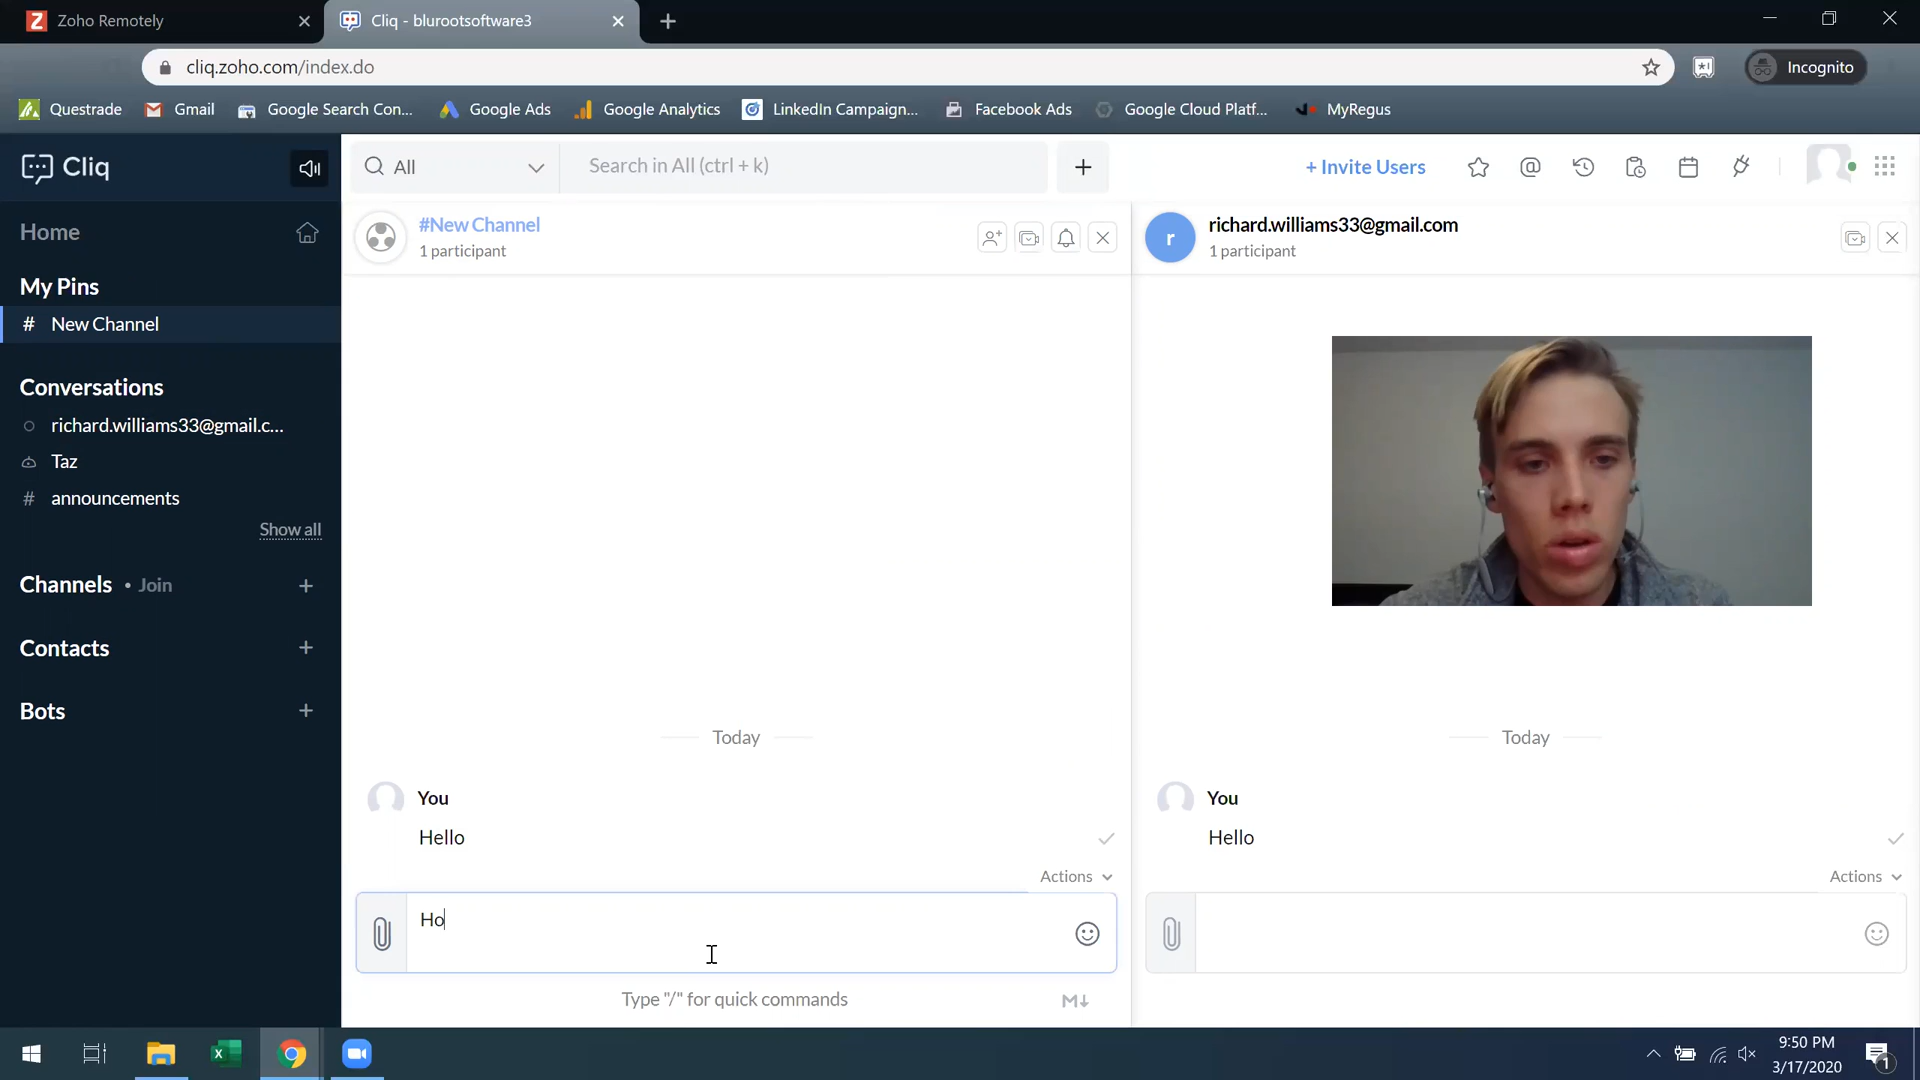 Zoho Remotely
Cliq - blurootsoftware3
cliq.zoho.com/index.do
Incognito
Questrade
Gmail
Google Search Con...
Google Ads
Google Analytics
LinkedIn Campaign...
Facebook Ads
Google Cloud Platf...
MyRegus
Cliq
All
Search in All (ctrl + k)
+ Invite Users
Home
My Pins
# New Channel
Conversations
richard.williams33@gmail.c...
Taz
# announcements
Show all
Channels • Join +
Contacts +
Bots +
#New Channel
1 participant
Today
You
Hello
Actions
Ho
Type "/" for quick commands
M↓
r
richard.williams33@gmail.com
1 participant
Today
You
Hello
Actions
9:50 PM
3/17/2020
1